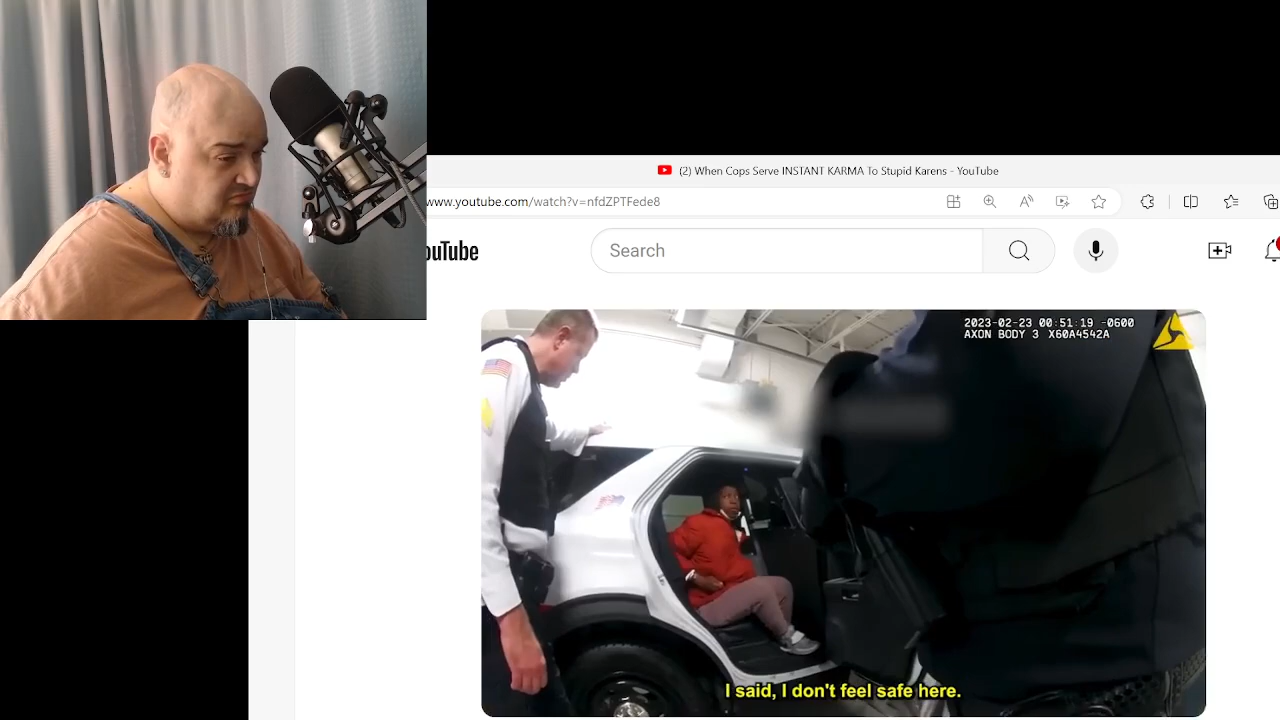 (2) When Cops Serve INSTANT KARMA To Stupid Karens - YouTube
www.youtube.com/watch?v=nfdZPTFede8
ouTube
Search
2023-02-23 00:51:19 -0600
AXON BODY 3 X60A4542A
I said, I don't feel safe here.